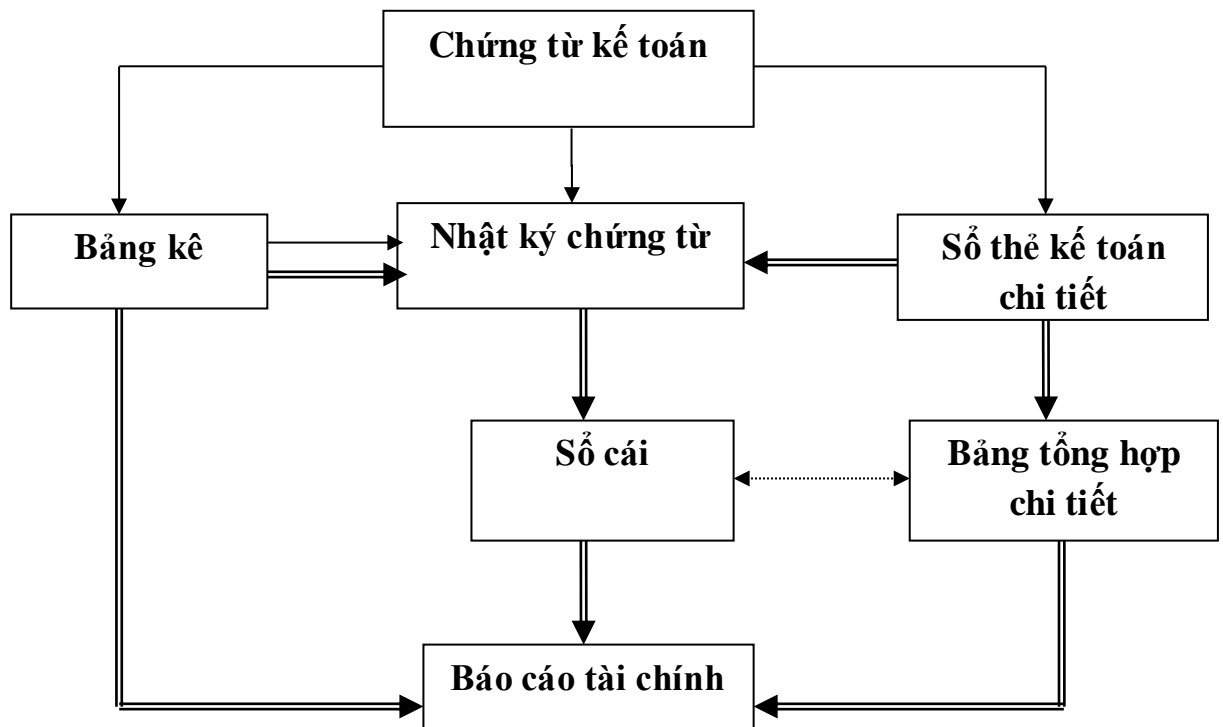 Chứng từ kế toán
Bảng kê
Nhật ký chứng từ
Sổ thẻ kế toán
chi tiết
Sổ cái
Bảng tổng hợp
chi tiết
Báo cáo tài chính